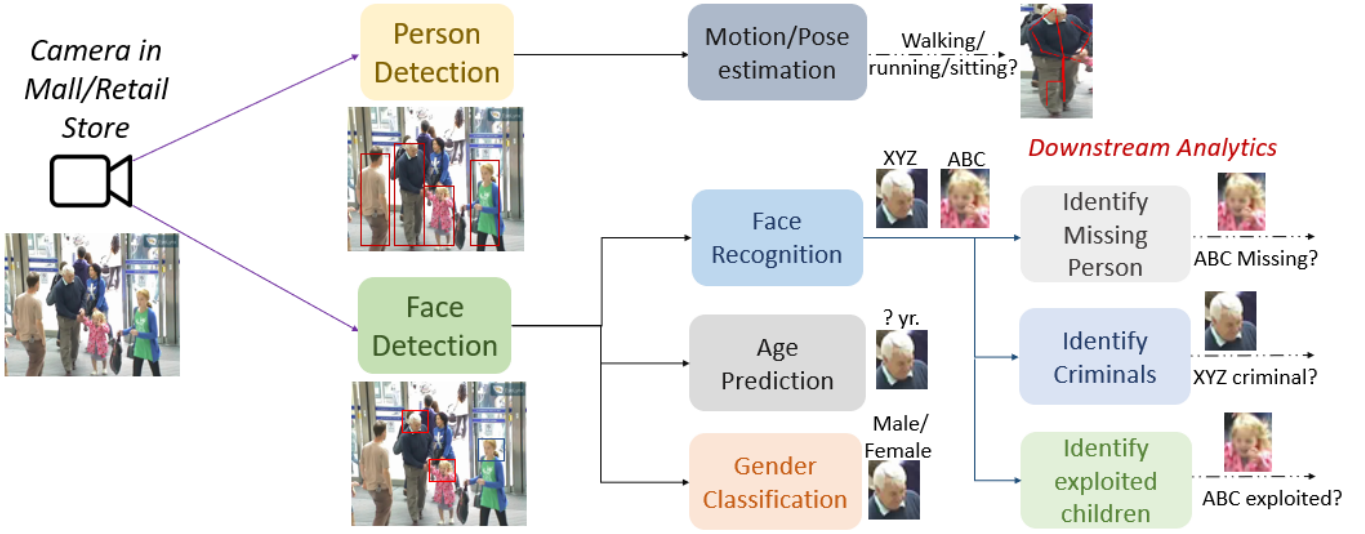 Camera in
Mall/Retail
Store
Person
Detection
Motion/Pose
estimation
Walking/
running/sitting?
Downstream Analytics
Face
Detection
Face
Recognition
XYZ
ABC
Identify
Missing
Person
ABC Missing?
Age
Prediction
? yr.
Identify
Criminals
XYZ criminal?
Gender
Classification
Male/
Female
Identify
exploited
children
ABC exploited?